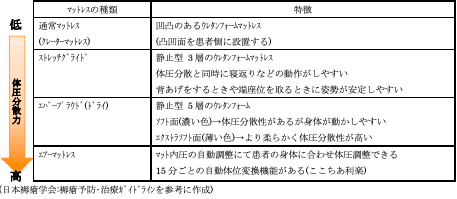 低
体圧分散力
高
ﾏｯﾄﾚｽの種類
特徴
通常ﾏｯﾄﾚｽ
(ｸﾚｰﾀｰﾏｯﾄﾚｽ)
凹凸のあるｳﾚﾀﾝﾌｫｰﾑﾏｯﾄﾚｽ
(凸凹面を患者側に設置する)
ｽﾄﾚｯﾁｸﾞﾗｲﾄﾞ
静止型 3層のｳﾚﾀﾝﾌｫｰﾑﾏｯﾄﾚｽ
体圧分散と同時に寝返りなどの動作がしやすい
背あげをするときや端座位を取るときに姿勢が安定しやすい
ｴﾊﾞｰﾌﾟﾗｳﾄﾞ(ﾄﾞﾗｲ)
静止型 5層のｳﾚﾀﾝﾌｫｰﾑ
ｿﾌﾄ面(濃い色)→体圧分散性があるが身体が動かしやすい
ｴｸｽﾄﾗｿﾌﾄ面(薄い色)→より柔らかく体圧分散性が高い
ｴｱｰﾏｯﾄﾚｽ
ﾏｯﾄ内圧の自動調整にて患者の身体に合わせ体圧調整できる
15分ごとの自動体位変換機能がある(ここちあ利楽)
(日本褥瘡学会:褥瘡予防・治療ｶﾞｲﾄﾞﾗｲﾝを参考に作成)